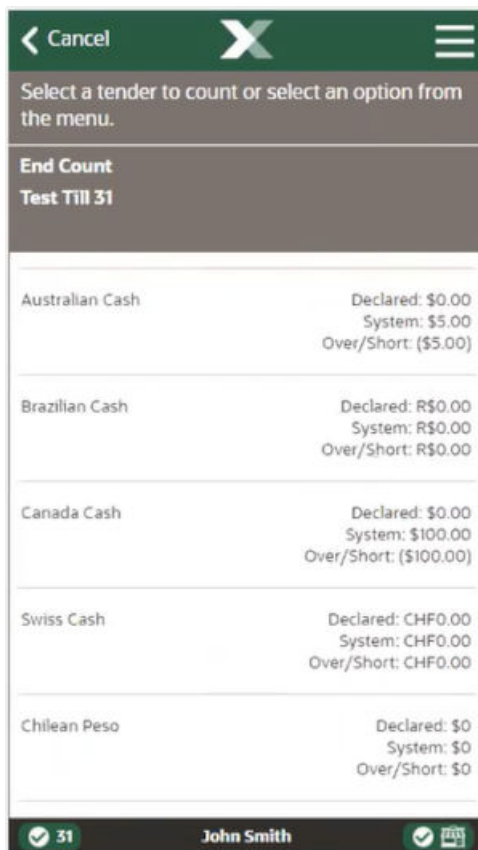 Cancel
Select a tender to count or select an option from
the menu.
End Count
Test Till 31
Australian Cash
Declared: $0.00
System: $5.00
Over/Short: ($5.00)
Brazilian Cash
Declared: R$0.00
System: R$0.00
Over/Short: R$0.00
Canada Cash
Declared: $0.00
System: $100.00
Over/Short: ($100.00)
Swiss Cash
Declared: CHF0.00
System: CHF0.00
Over/Short: CHF0.00
Chilean Peso
Declared: $0
System: $0
Over/Short: $0
31
John Smith